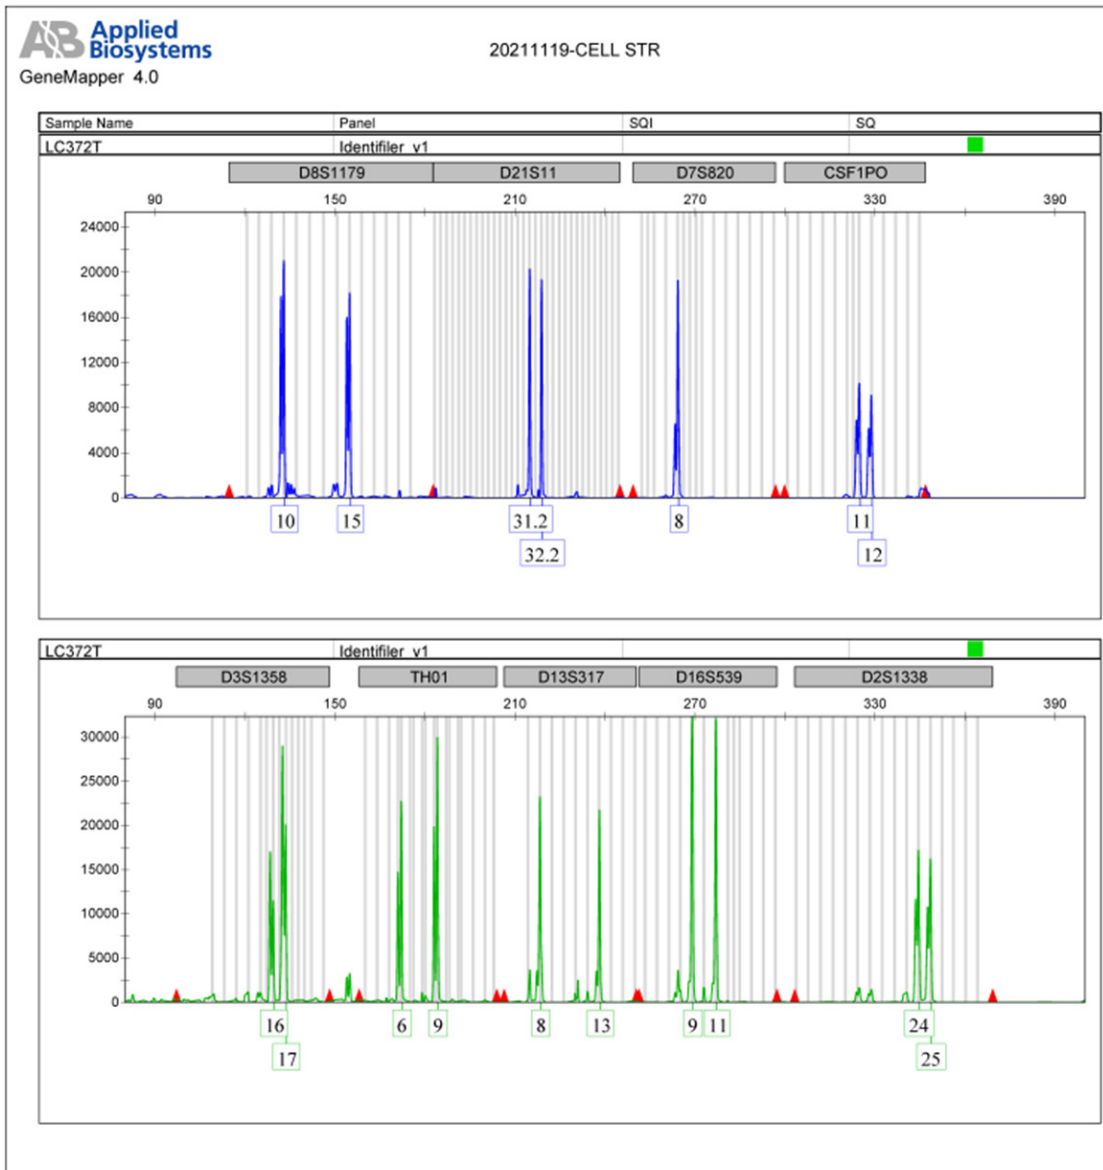 AB Applied Biosystems
GeneMapper 4.0
20211119-CELL STR
Sample Name Panel SQI SQ
LC372T Identifiler_v1
D8S1179 D21S11 D7S820 CSF1PO
90 150 210 270 330 390
24000
20000
16000
12000
8000
4000
0
10 15 31.2 8 11
32.2 12
LC372T Identifiler_v1
D3S1358 TH01 D13S317 D16S539 D2S1338
90 150 210 270 330 390
30000
25000
20000
15000
10000
5000
0
16 6 9 8 13 9 11 24
17 25